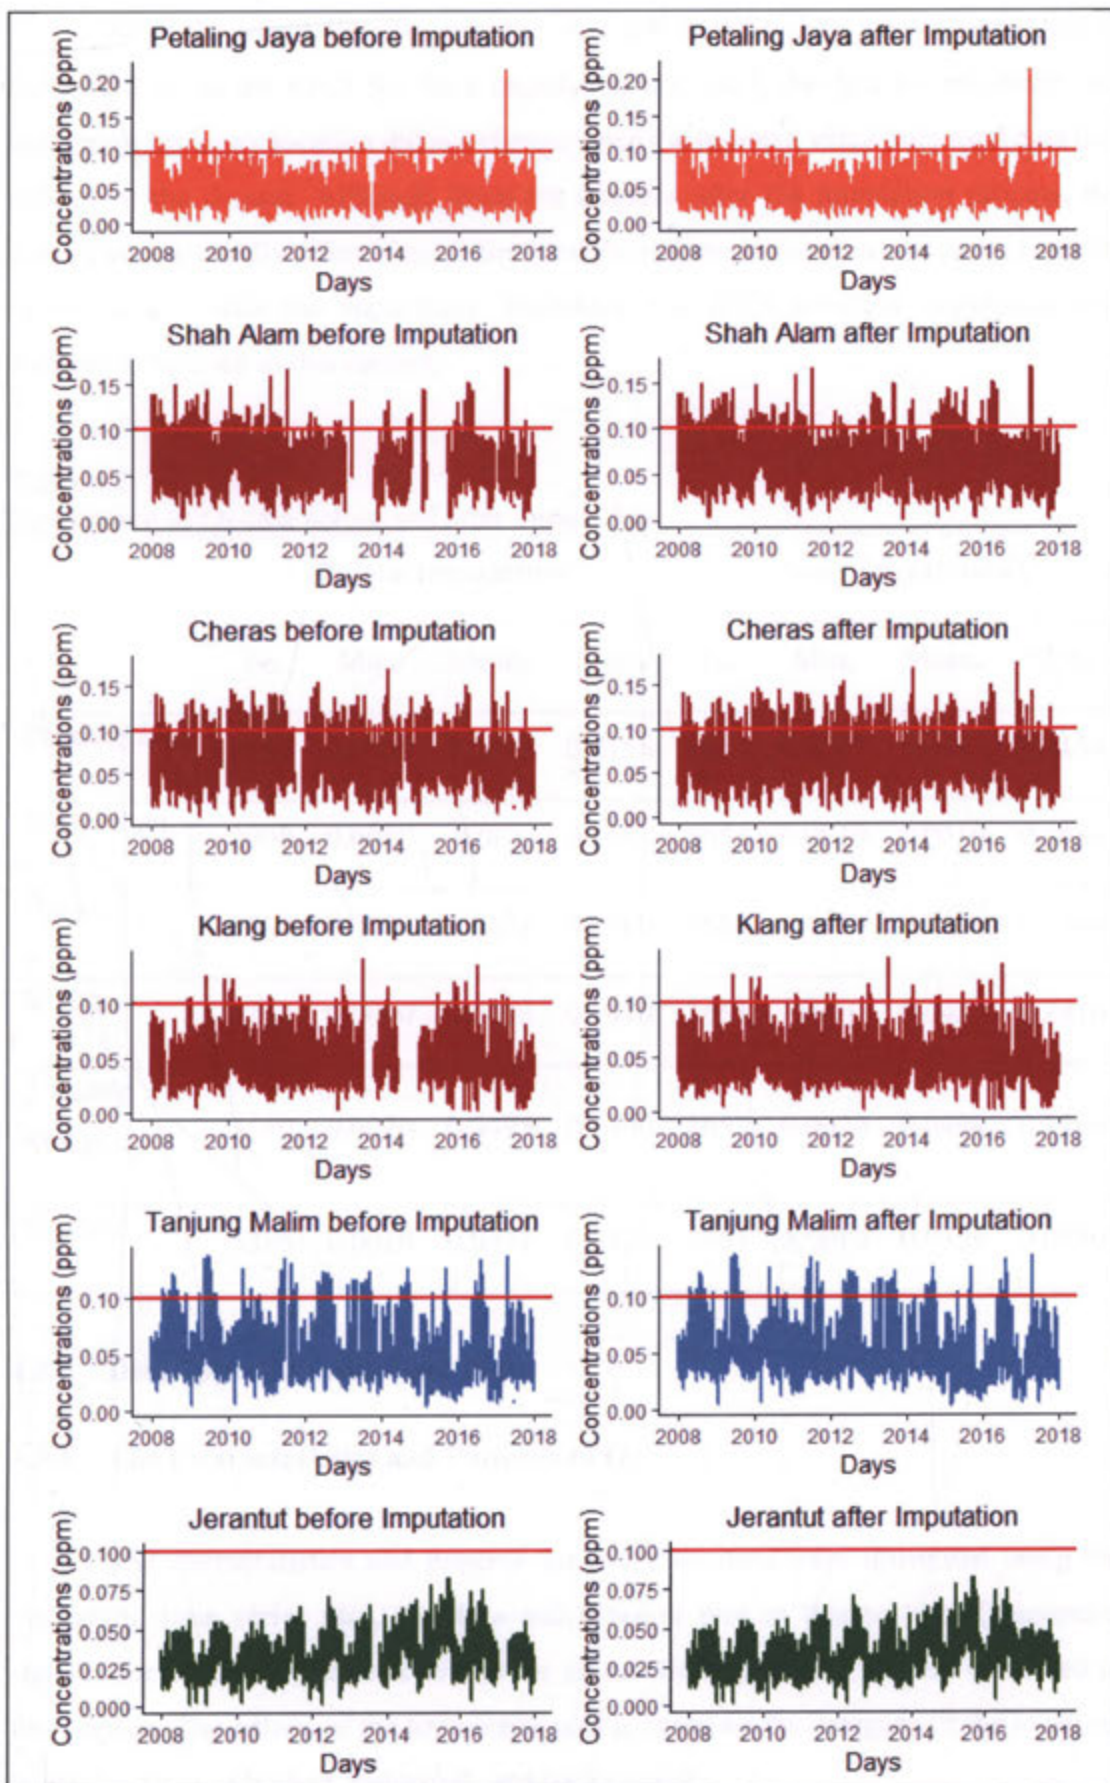 Petaling Jaya before Imputation
Concentrations (ppm)
0.20
0.15
0.10
0.05
0.00
2008 2010 2012 2014 2016 2018
Days
Petaling Jaya after Imputation
Concentrations (ppm)
0.20
0.15
0.10
0.05
0.00
2008 2010 2012 2014 2016 2018
Days
Shah Alam before Imputation
Concentrations (ppm)
0.15
0.10
0.05
0.00
2008 2010 2012 2014 2016 2018
Days
Shah Alam after Imputation
Concentrations (ppm)
0.15
0.10
0.05
0.00
2008 2010 2012 2014 2016 2018
Days
Cheras before Imputation
Concentrations (ppm)
0.15
0.10
0.05
0.00
2008 2010 2012 2014 2016 2018
Days
Cheras after Imputation
Concentrations (ppm)
0.15
0.10
0.05
0.00
2008 2010 2012 2014 2016 2018
Days
Klang before Imputation
Concentrations (ppm)
0.10
0.05
0.00
2008 2010 2012 2014 2016 2018
Days
Klang after Imputation
Concentrations (ppm)
0.10
0.05
0.00
2008 2010 2012 2014 2016 2018
Days
Tanjung Malim before Imputation
Concentrations (ppm)
0.10
0.05
0.00
2008 2010 2012 2014 2016 2018
Days
Tanjung Malim after Imputation
Concentrations (ppm)
0.10
0.05
0.00
2008 2010 2012 2014 2016 2018
Days
Jerantut before Imputation
Concentrations (ppm)
0.100
0.075
0.050
0.025
0.000
2008 2010 2012 2014 2016 2018
Days
Jerantut after Imputation
Concentrations (ppm)
0.100
0.075
0.050
0.025
0.000
2008 2010 2012 2014 2016 2018
Days